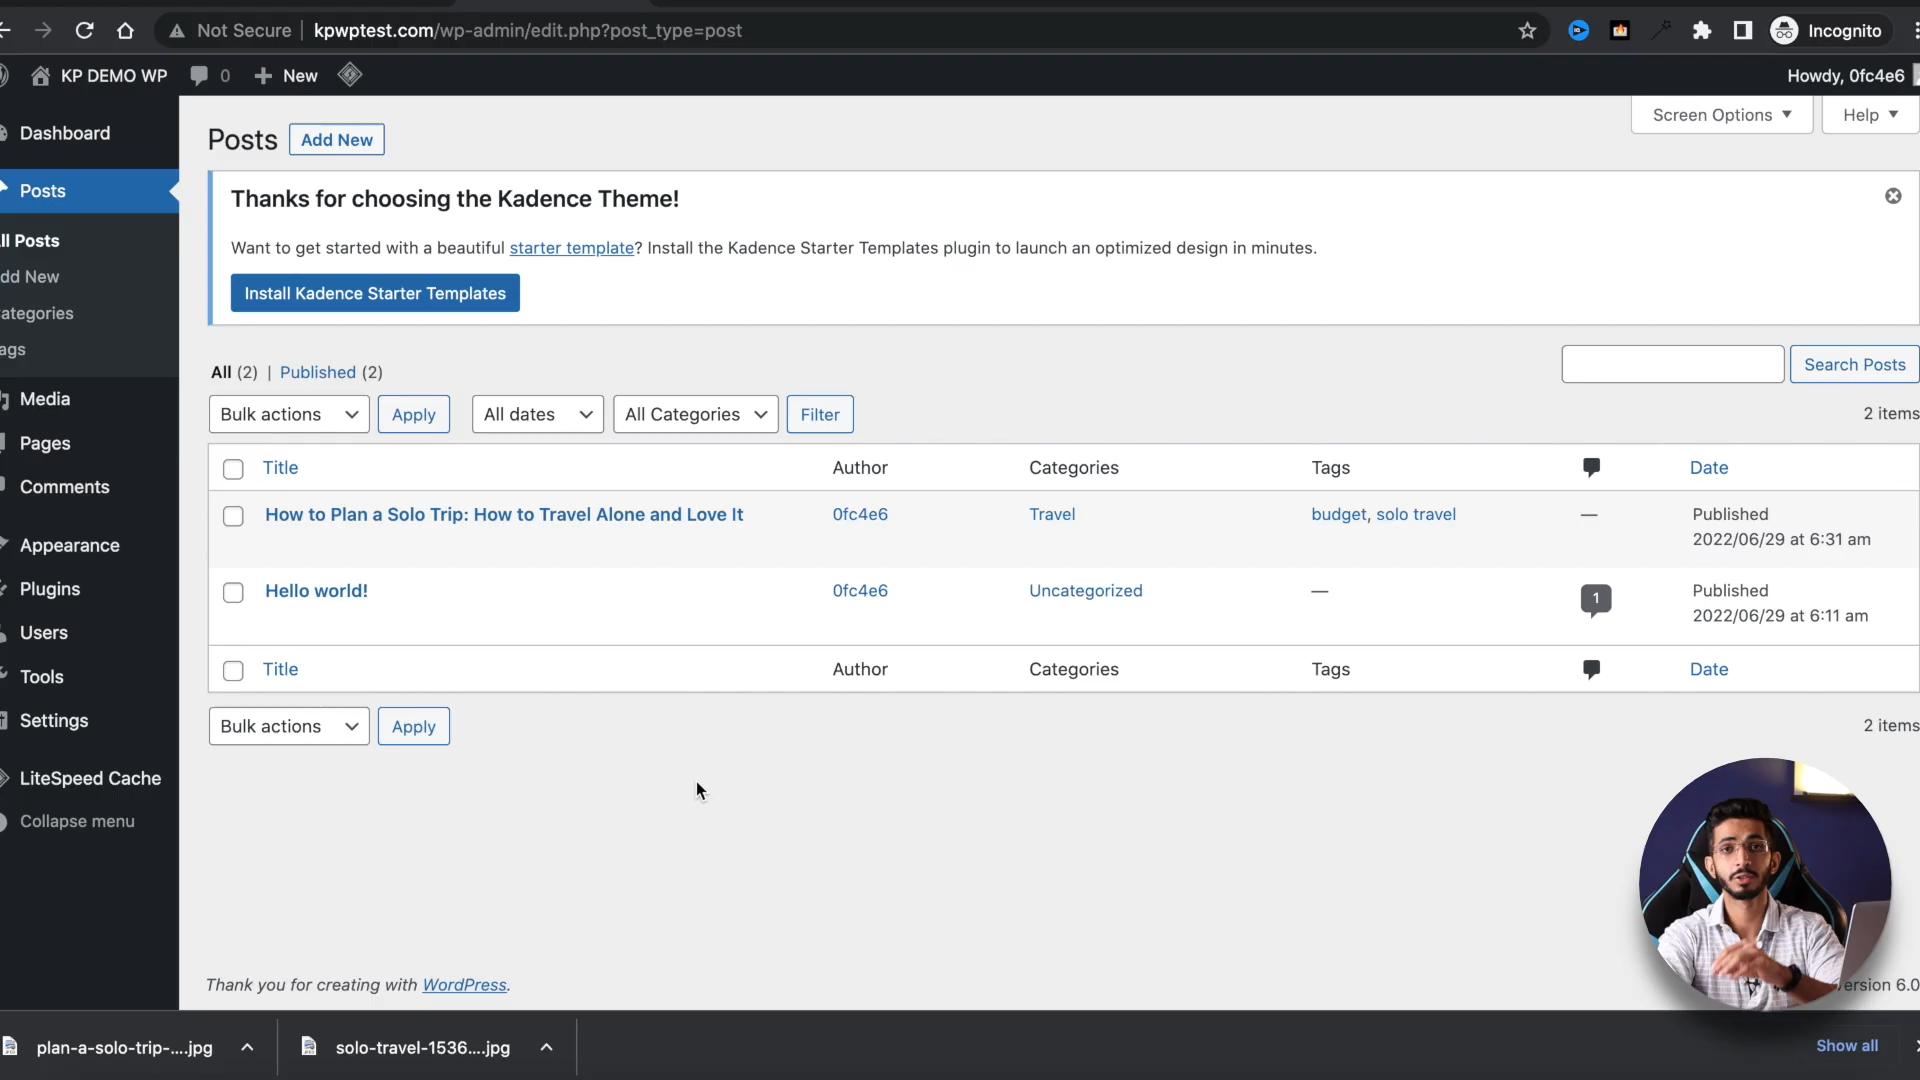 Not Secure kpwptest.com/wp-admin/edit.php?post_type=post Incognito
KP DEMO WP 0 New Howdy, 0fc4e6
Screen Options Help
Dashboard
Posts
ll Posts
dd New
ategories
ags
Media
Pages
Comments
Appearance
Plugins
Users
Tools
Settings
LiteSpeed Cache
Collapse menu
Posts Add New
Thanks for choosing the Kadence Theme!
Want to get started with a beautiful starter template? Install the Kadence Starter Templates plugin to launch an optimized design in minutes.
Install Kadence Starter Templates
All (2) | Published (2)
Search Posts
Bulk actions Apply All dates All Categories Filter 2 items
Title Author Categories Tags Date
How to Plan a Solo Trip: How to Travel Alone and Love It 0fc4e6 Travel budget, solo travel — Published
2022/06/29 at 6:31 am
Hello world! 0fc4e6 Uncategorized — 1 Published
2022/06/29 at 6:11 am
Title Author Categories Tags Date
Bulk actions Apply 2 items
Thank you for creating with WordPress. ersion 6.0
plan-a-solo-trip-....jpg solo-travel-1536....jpg Show all